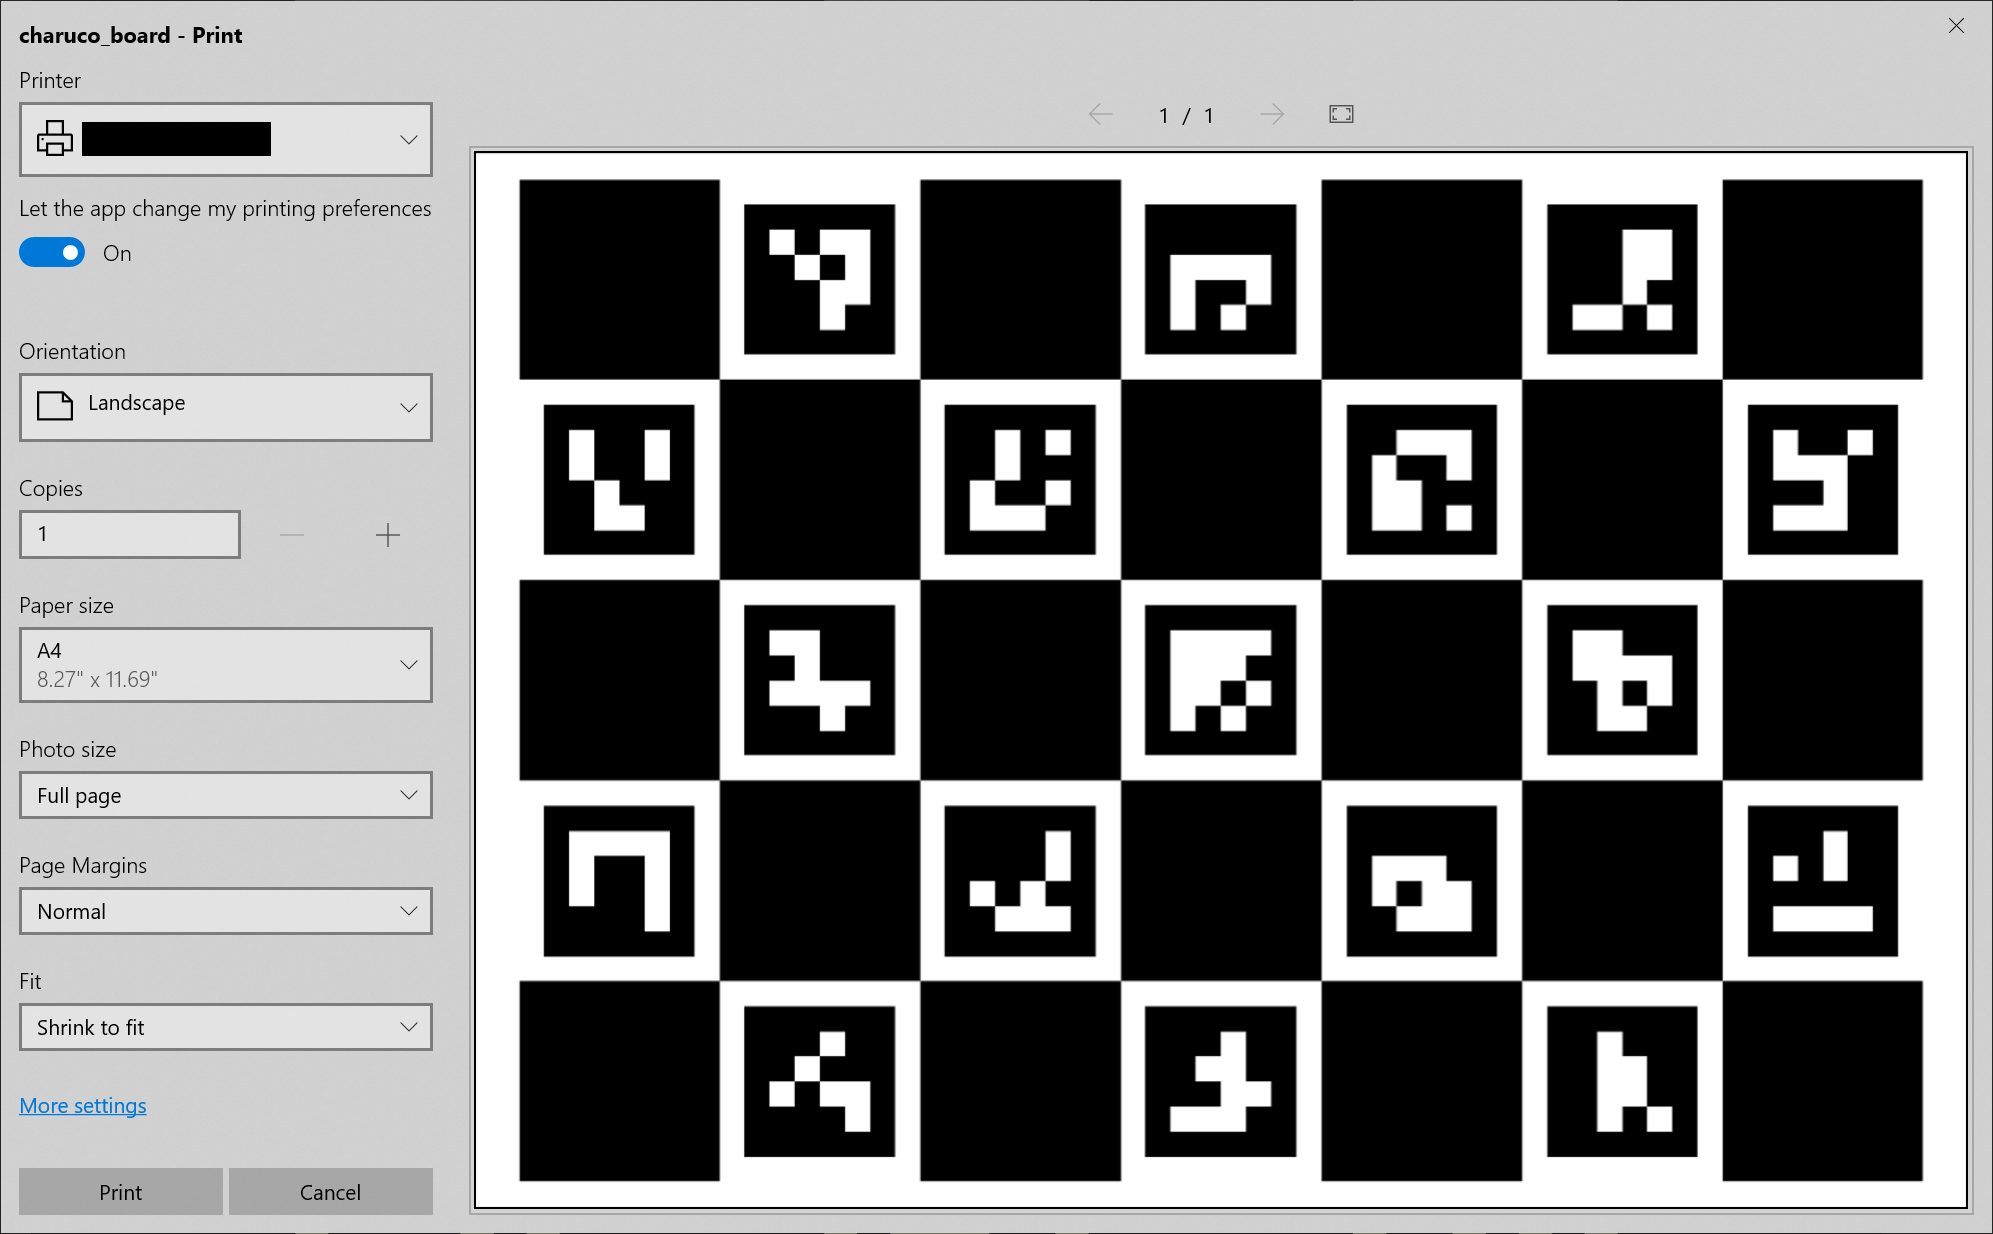 charuco_board - Print
Printer
Let the app change my printing preferences
On
Orientation
Landscape
Copies
1
Paper size
A4
8.27" x 11.69"
Photo size
Full page
Page Margins
Normal
Fit
Shrink to fit
More settings
Print
Cancel
1 / 1